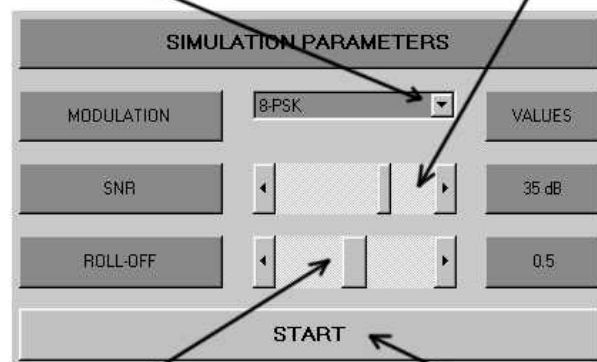 SIMULATION PARAMETERS
MODULATION 8-PSK VALUES
SNR 35 dB
ROLL-OFF 0.5
START